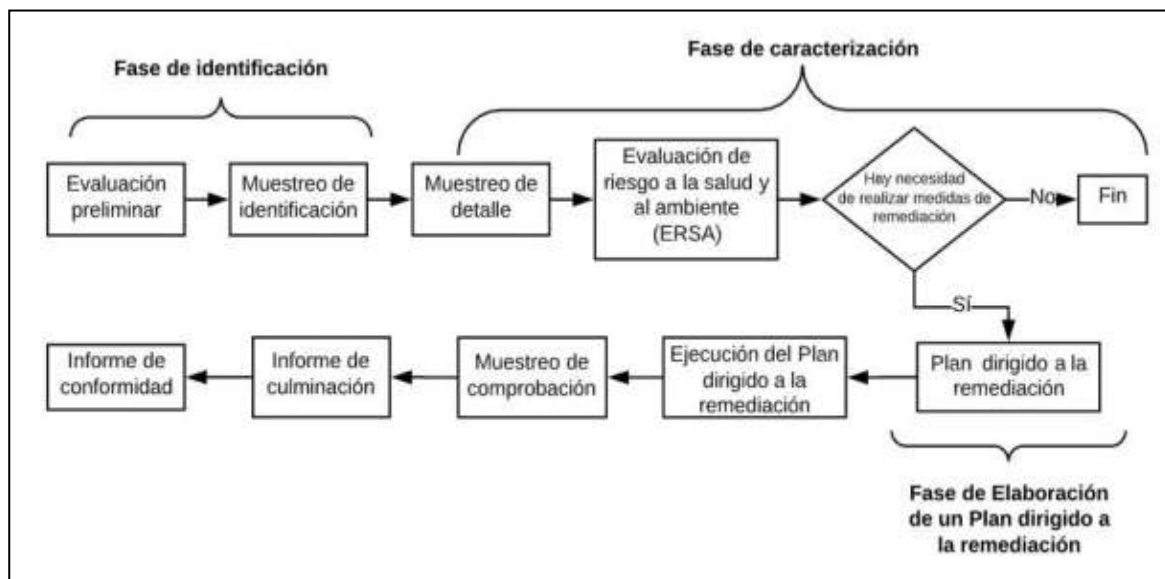 Fase de identificación
Fase de caracterización
Evaluación
preliminar
Muestreo de
identificación
Muestreo de
detalle
Evaluación de
riesgo a la salud y
al ambiente
(ERSA)
Hay necesidad
de realizar medidas de
remediación
No
Fin
Sí
Plan dirigido a la
remediación
Ejecución del Plan
dirigido a la
remediación
Muestreo de
comprobación
Informe de
culminación
Informe de
conformidad
Fase de Elaboración
de un Plan dirigido a
la remediación